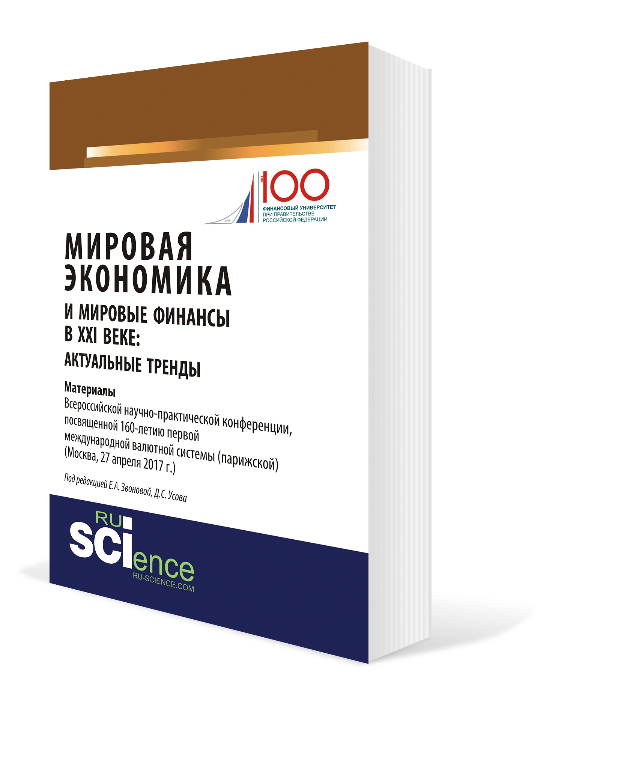 100
ФИНАНСОВЫЙ УНИВЕРСИТЕТ
ПРИ ПРАВИТЕЛЬСТВЕ
РОССИЙСКОЙ ФЕДЕРАЦИИ
МИРОВАЯ
ЭКОНОМИКА
И МИРОВЫЕ ФИНАНСЫ
В XXI ВЕКЕ:
АКТУАЛЬНЫЕ ТРЕНДЫ
Материалы
Всероссийской научно-практической конференции,
посвященной 160-летию первой
международной валютной системы (парижской)
(Москва, 27 апреля 2017 г.)
Под редакцией Е.А. Звоновой, Д.С. Усова
RU
science
RU-SCIENCE.COM